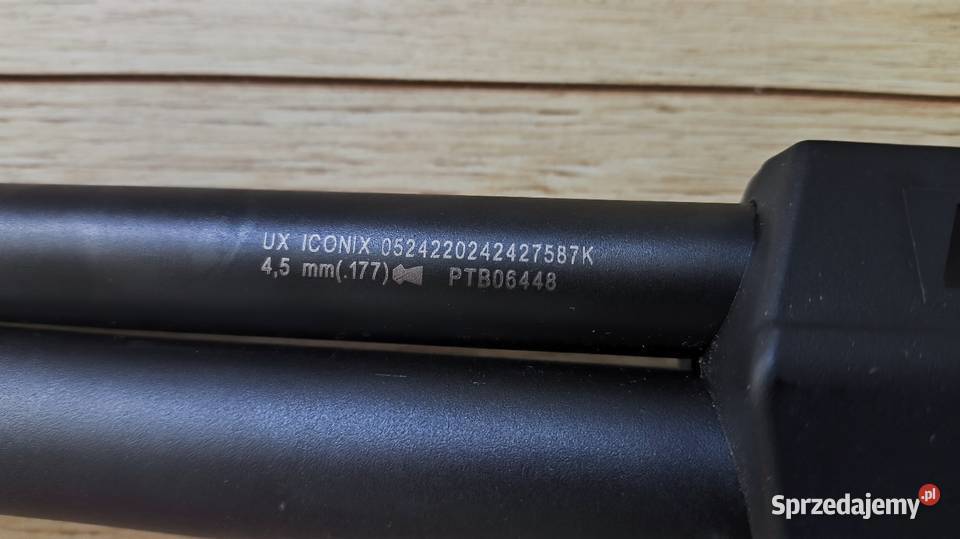 UX ICONIX 0524220242427587K
4,5 mm(.177) PTB06448
Sprzedajemy.pl